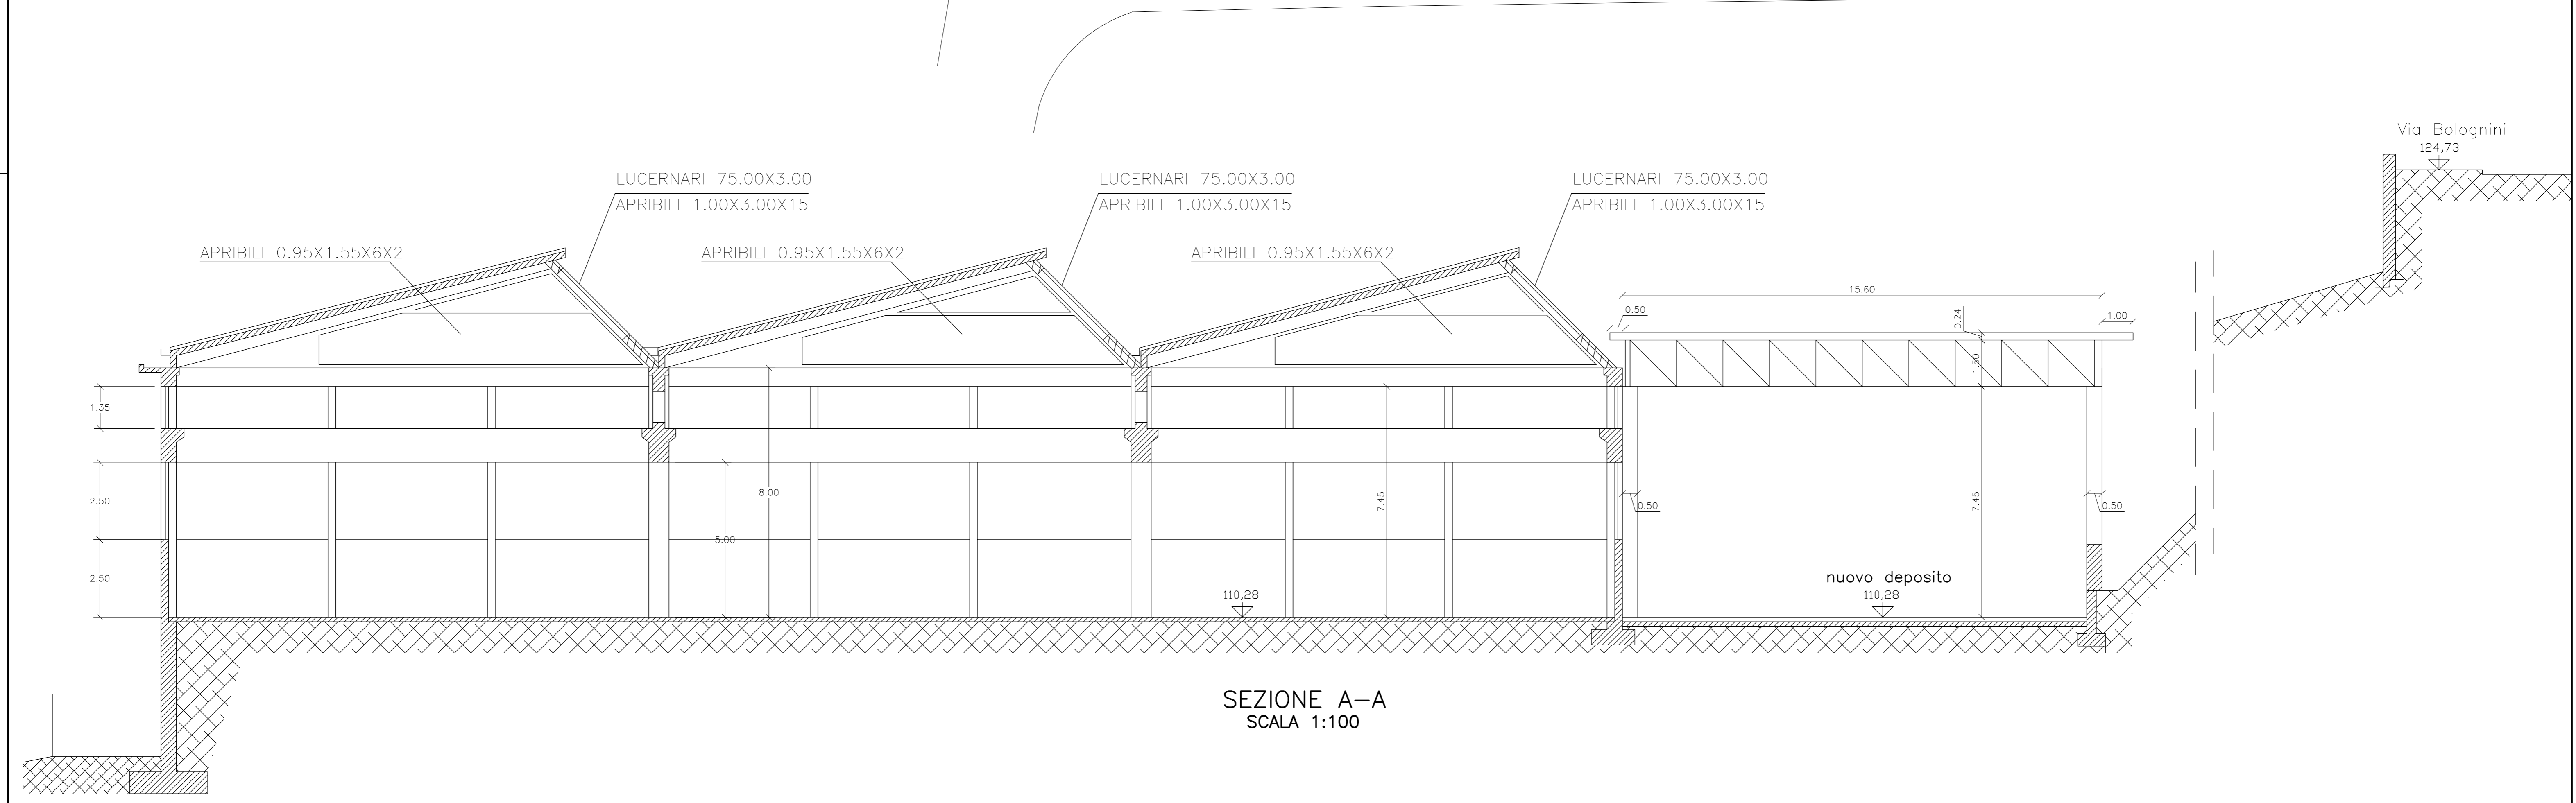 Via Bolognini
124,73
LUCERNARI 75.00X3.00
APRIBILI 1.00X3.00X15
LUCERNARI 75.00X3.00
APRIBILI 1.00X3.00X15
LUCERNARI 75.00X3.00
APRIBILI 1.00X3.00X15
APRIBILI 0.95X1.55X6X2
APRIBILI 0.95X1.55X6X2
APRIBILI 0.95X1.55X6X2
15.60
0.50
0.24
1.00
1.50
1.35
2.50
8.00
7.45
0.50
7.45
0.50
5.00
2.50
nuovo deposito
110,28
110,28
SEZIONE A-A
SCALA 1:100